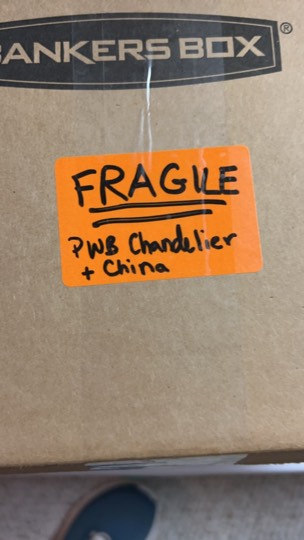 BANKERS BOX®
FRAGILE
PWB Chandelier
+ China